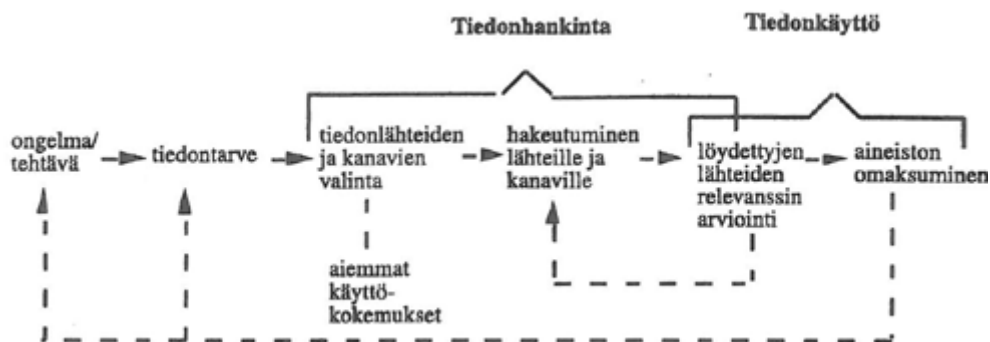 Tiedonhankinta
Tiedonkäyttö
ongelma/
tehtävä
tiedontarve
tiedonlähteiden
ja kanavien
valinta
hakeutuminen
lähteille ja
kanaville
löydettyjen
lähteiden
relevanssin
arviointi
aineiston
omaksuminen
aiemmat
käyttö-
kokemukset